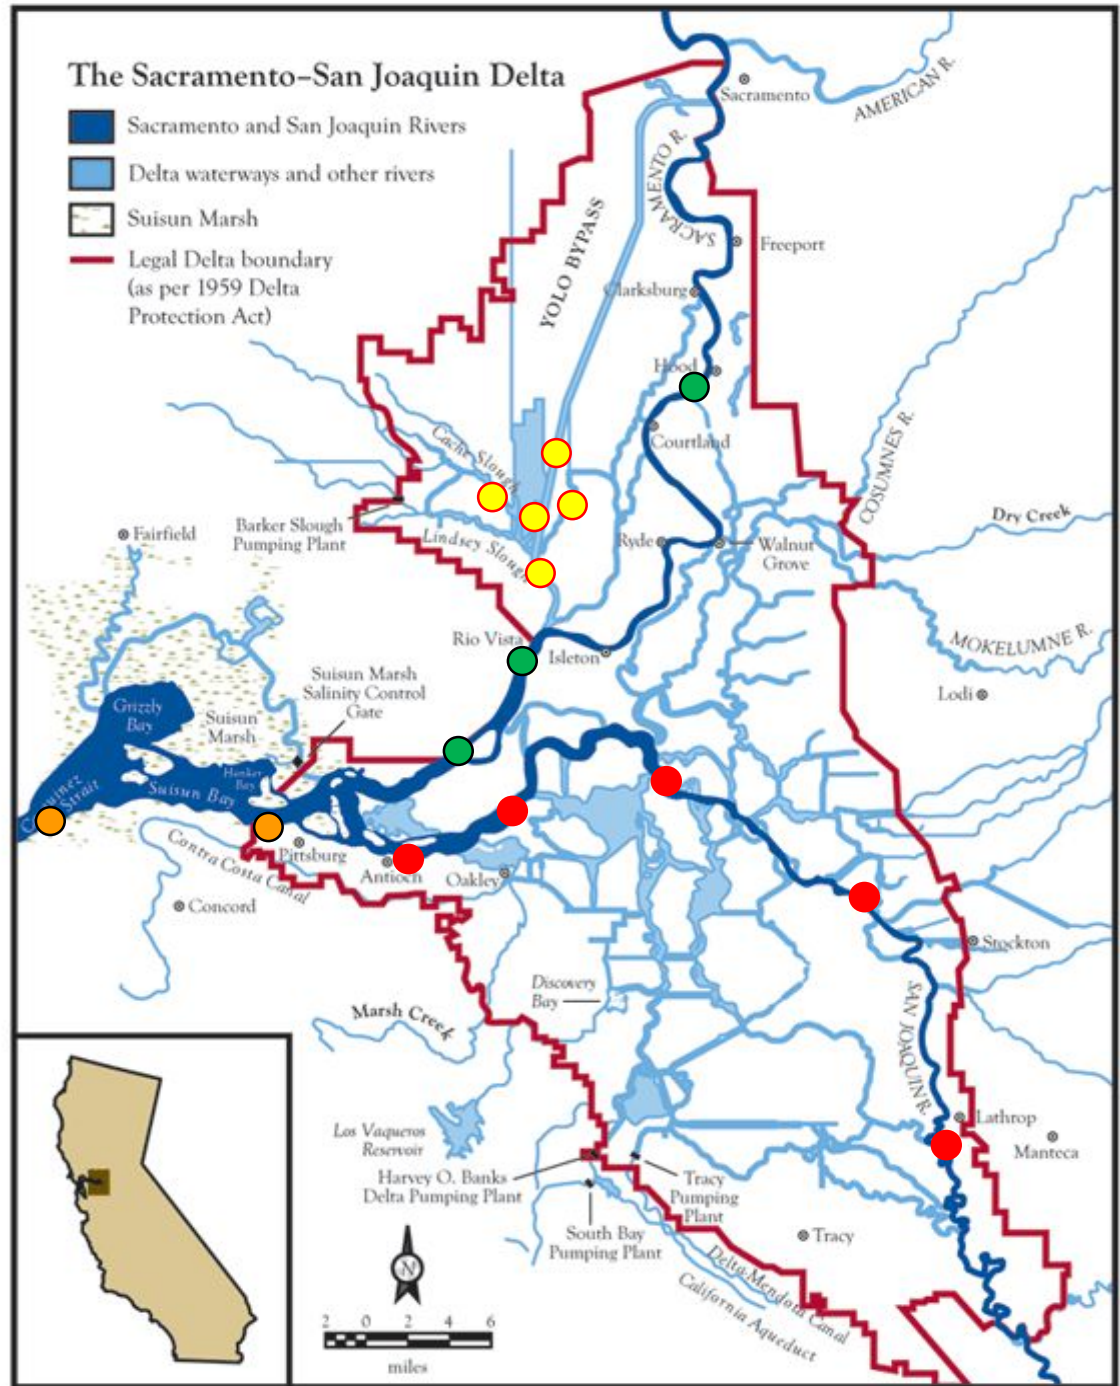 The Sacramento–San Joaquin Delta
Sacramento and San Joaquin Rivers
Delta waterways and other rivers
Suisun Marsh
Legal Delta boundary
(as per 1959 Delta
Protection Act)
Sacramento
AMERICAN R.
SACRAMENTO R.
SACRAMENTO
YOLO BYPASS
Freeport
Clarksburg
Hood
Courtland
Cache Slough
COSUMNES R.
Barker Slough
Pumping Plant
Lindsey Slough
Fairfield
Ryde
Walnut
Grove
Dry Creek
MOKELUMNE R.
Rio Vista
Isleton
Lodi
Suisun Marsh
Salinity Control
Gate
Grizzly
Bay
Suisun
Marsh
Honker
Bay
Suisun Bay
Strait
Contra Costa Canal
Pittsburg
Antioch
Oakley
Concord
Stockton
Discovery
Bay
Marsh Creek
SAN JOAQUIN R.
Lathrop
Manteca
Los Vaqueros
Reservoir
Harvey O. Banks
Delta Pumping Plant
Tracy
Pumping
Plant
South Bay
Pumping Plant
Tracy
Delta-Mendota Canal
California Aqueduct
N
2 0 2 4 6
miles